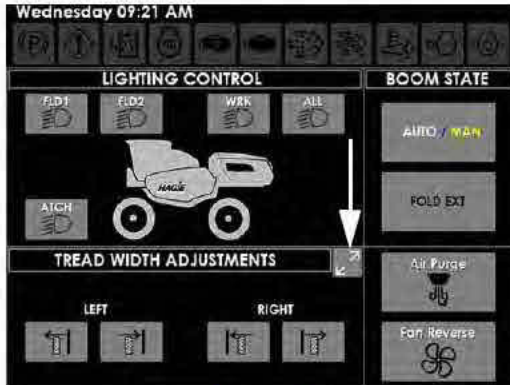 Wednesday 09:21 AM
(P)
LIGHTING CONTROL
BOOM STATE
FLD1 FLD2 WRK ALL
AUTO / MAN
HAGIE
FOLD EXT
ATCH
TREAD WIDTH ADJUSTMENTS
Air Purge
LEFT RIGHT
Fan Reverse